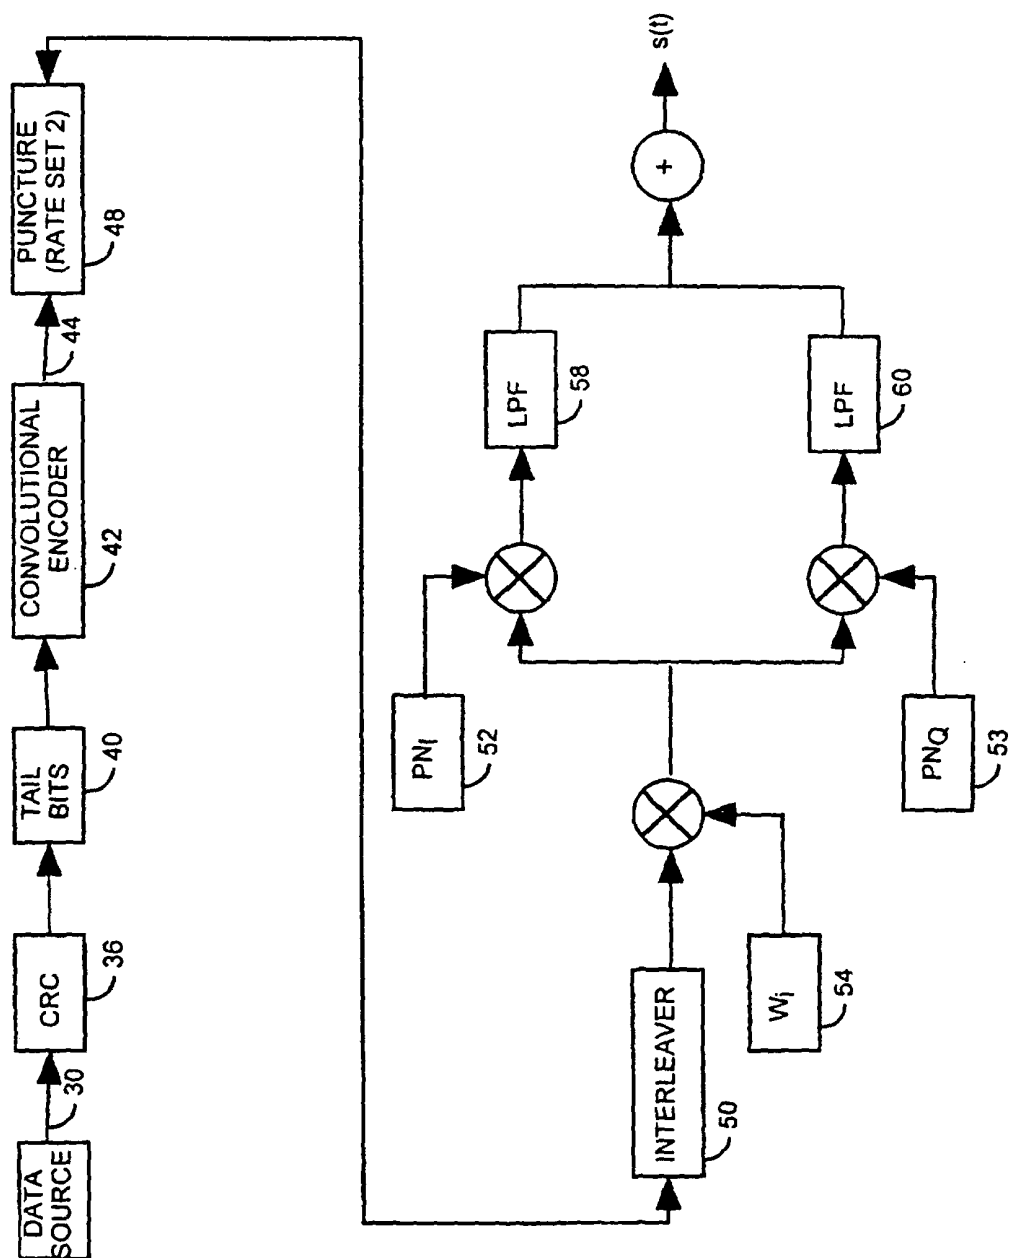 DATA
SOURCE
30
CRC
36
TAIL
BITS
40
CONVOLUTIONAL
ENCODER
42
44
PUNCTURE
(RATE SET 2)
48
INTERLEAVER
50
Wi
54
PNI
52
PNQ
53
LPF
58
LPF
60
+
s(t)